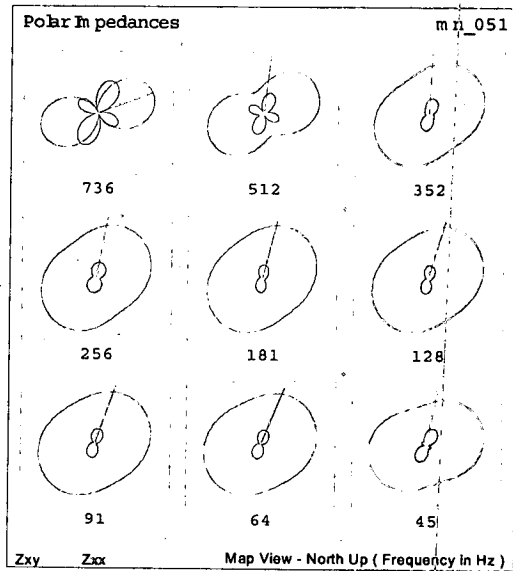 Polar Impedances mn_051
736 512 352
256 181 128
91 64 45
Zxy Zxx Map View - North Up ( Frequency in Hz )